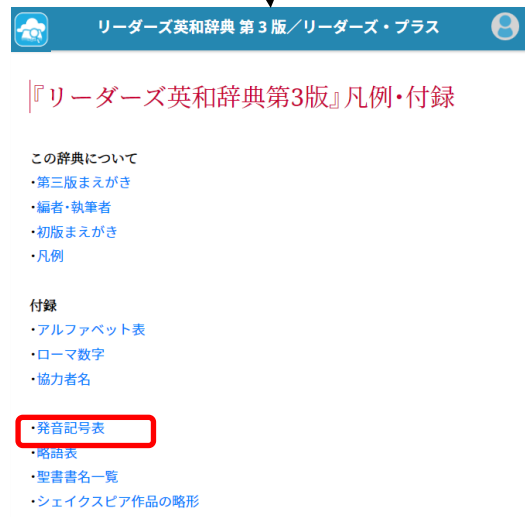 リーダーズ英和辞典 第3版／リーダーズ・プラス
『リーダーズ英和辞典第3版』凡例・付録
この辞典について
・第三版まえがき
・編者・執筆者
・初版まえがき
・凡例
付録
・アルファベット表
・ローマ数字
・協力者名
・発音記号表
・略語表
・聖書書名一覧
・シェイクスピア作品の略形